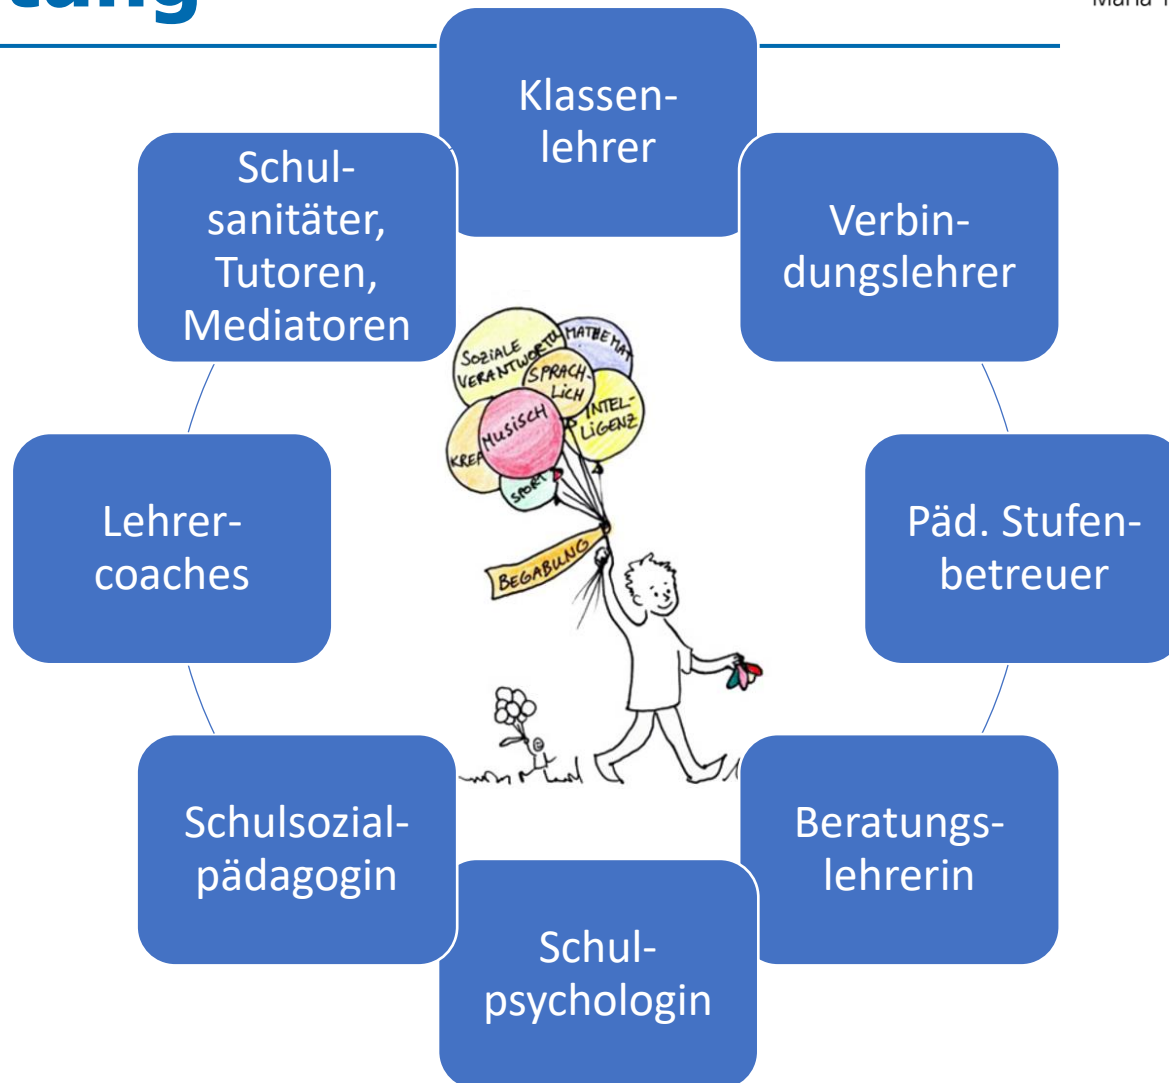 Klassen-
lehrer
Verbin-
dungslehrer
Päd. Stufen-
betreuer
Beratungs-
lehrerin
Schul-
psychologin
Schulsozial-
pädagogin
Lehrer-
coaches
Schul-
sanitäter,
Tutoren,
Mediatoren
SOZIALE
VERANTWORTU
MATHEMAT
SPRACH-
LICH
INTEL-
LIGENZ
MUSISCH
KREA
SPORT
BEGABUNG